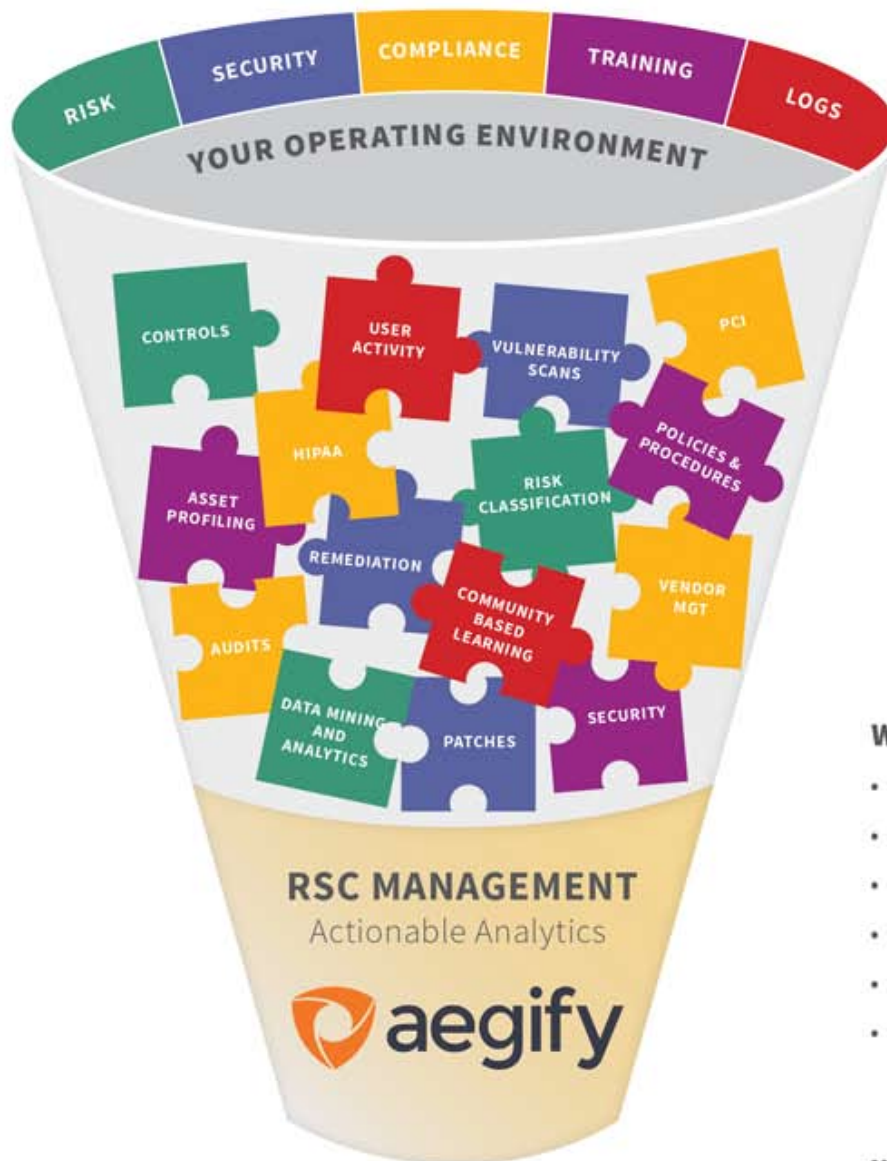 RISK
SECURITY
COMPLIANCE
TRAINING
LOGS
YOUR OPERATING ENVIRONMENT
CONTROLS
USER
ACTIVITY
VULNERABILITY
SCANS
PCI
HIPAA
POLICIES &
PROCEDURES
ASSET
PROFILING
RISK
CLASSIFICATION
REMEDIATION
VENDOR
MGT
COMMUNITY
BASED
LEARNING
AUDITS
DATA MINING
AND
ANALYTICS
PATCHES
SECURITY
RSC MANAGEMENT
Actionable Analytics
aegify